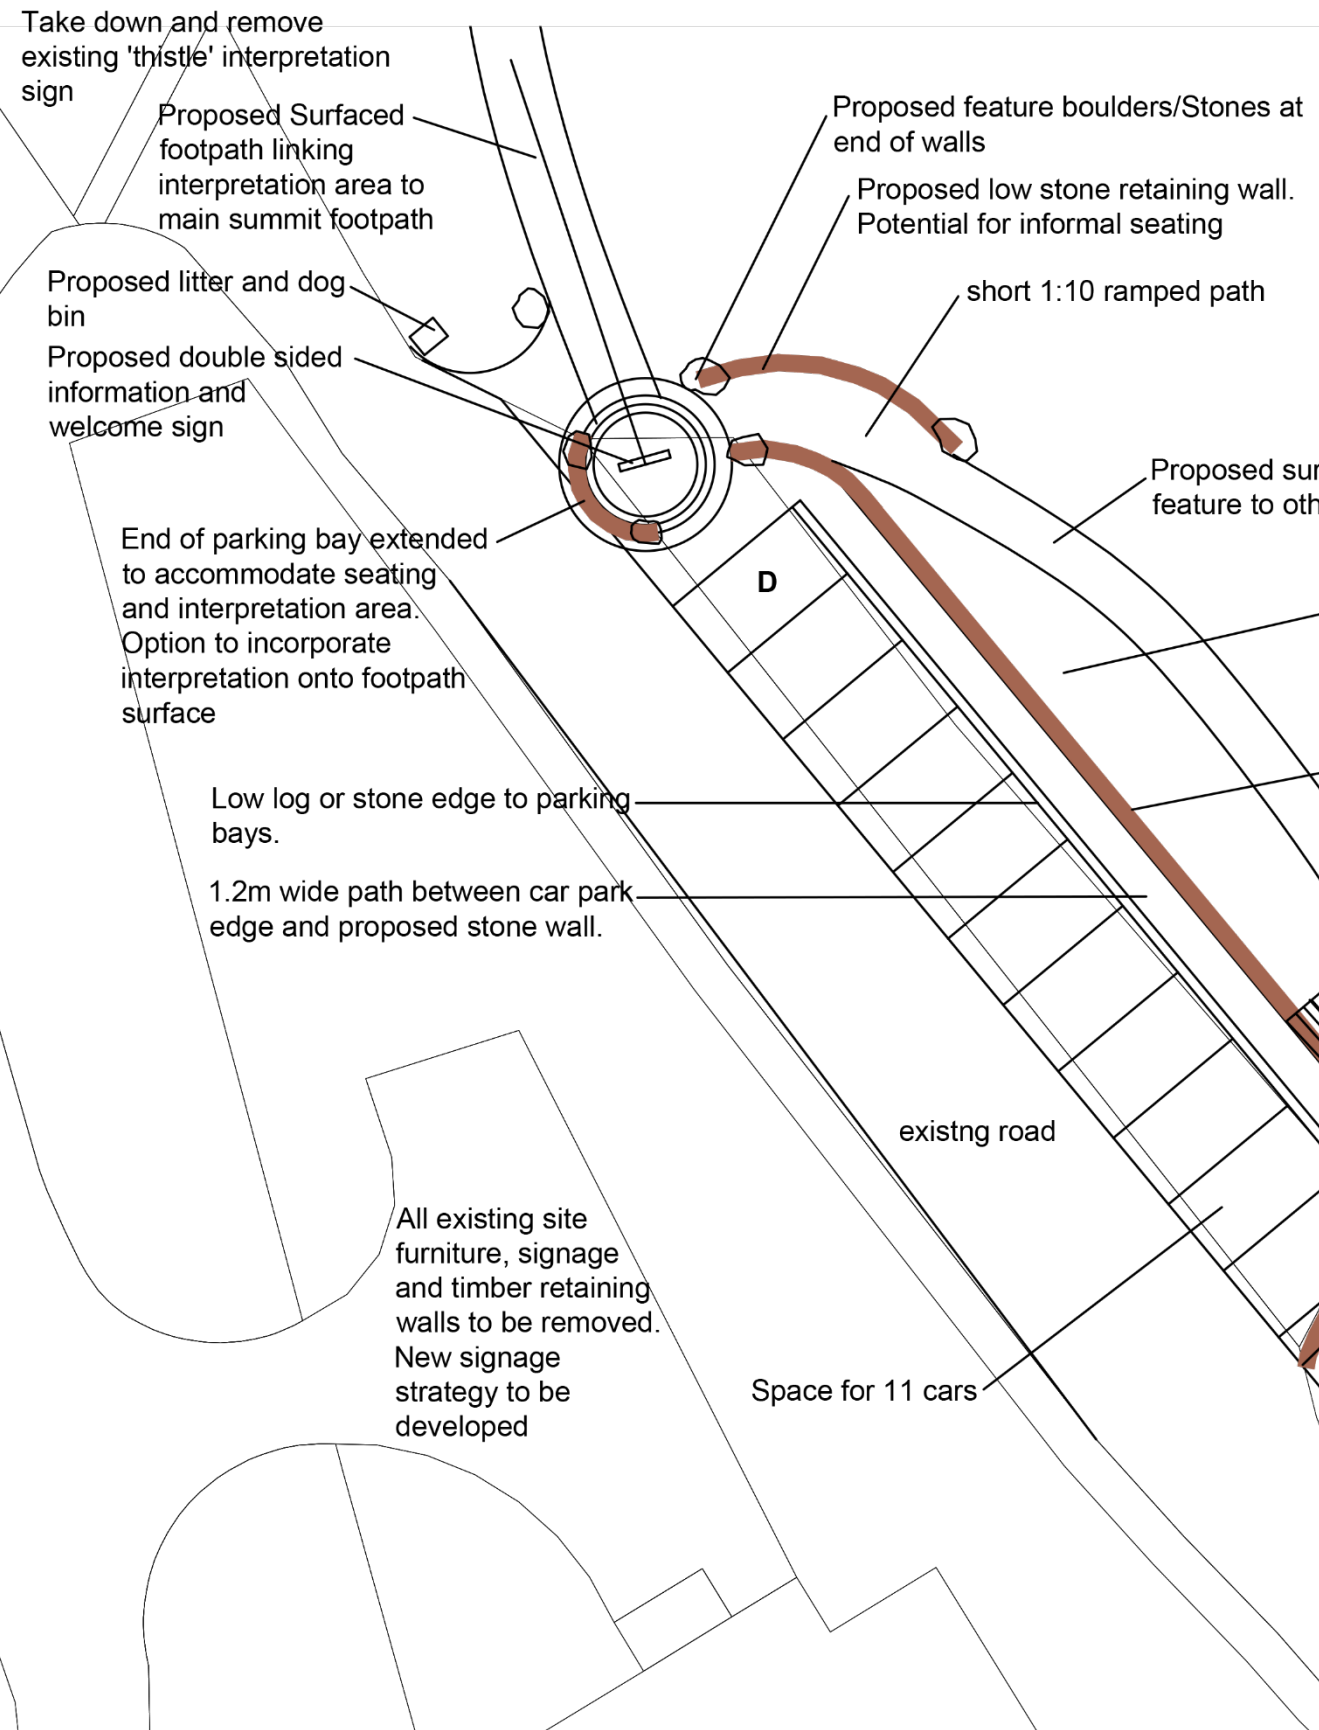 Take down and remove
existing 'thistle' interpretation
sign
Proposed Surfaced
footpath linking
interpretation area to
main summit footpath
Proposed litter and dog
bin
Proposed double sided
information and
welcome sign
Proposed feature boulders/Stones at
end of walls
Proposed low stone retaining wall.
Potential for informal seating
short 1:10 ramped path
Proposed sur
feature to oth
End of parking bay extended
to accommodate seating
and interpretation area.
Option to incorporate
interpretation onto footpath
surface
D
Low log or stone edge to parking
bays.
1.2m wide path between car park
edge and proposed stone wall.
existng road
All existing site
furniture, signage
and timber retaining
walls to be removed.
New signage
strategy to be
developed
Space for 11 cars